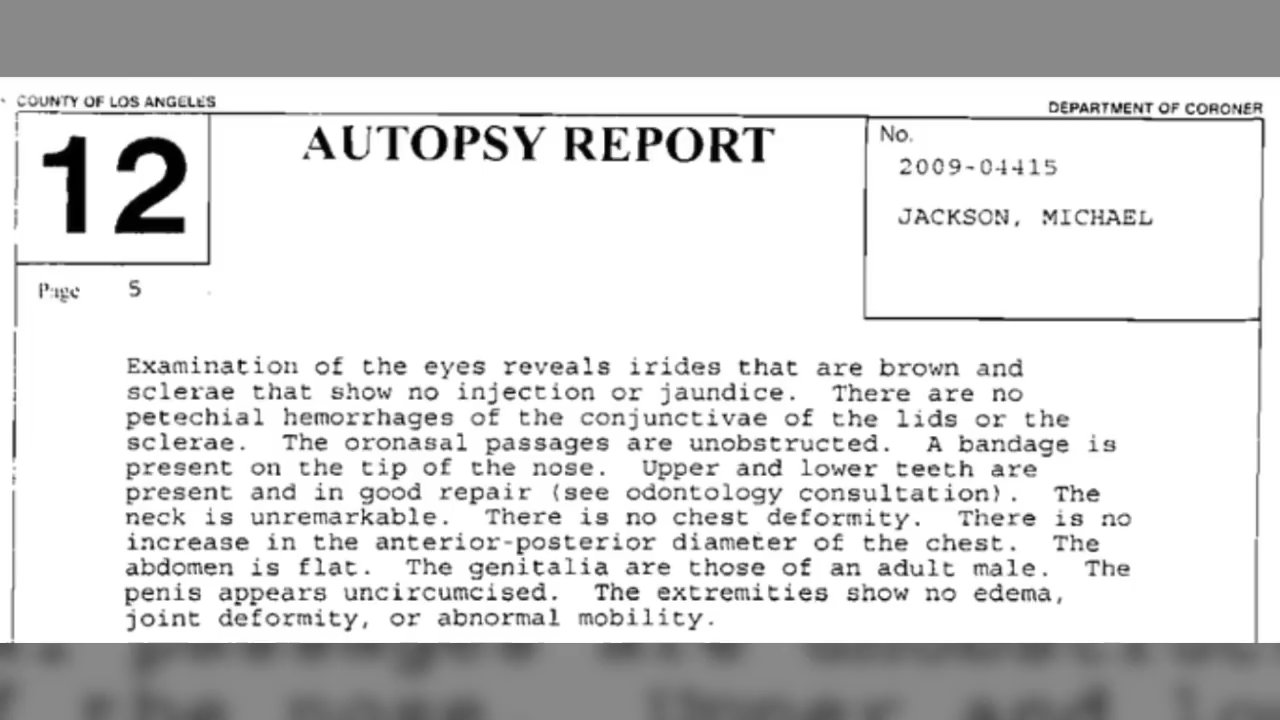 COUNTY OF LOS ANGELES
DEPARTMENT OF CORONER
12
AUTOPSY REPORT
No.
2009-04415
JACKSON, MICHAEL
Page 5
Examination of the eyes reveals irides that are brown and
sclerae that show no injection or jaundice. There are no
petechial hemorrhages of the conjunctivae of the lids or the
sclerae. The oronasal passages are unobstructed. A bandage is
present on the tip of the nose. Upper and lower teeth are
present and in good repair (see odontology consultation). The
neck is unremarkable. There is no chest deformity. There is no
increase in the anterior-posterior diameter of the chest. The
abdomen is flat. The genitalia are those of an adult male. The
penis appears uncircumcised. The extremities show no edema,
joint deformity, or abnormal mobility.